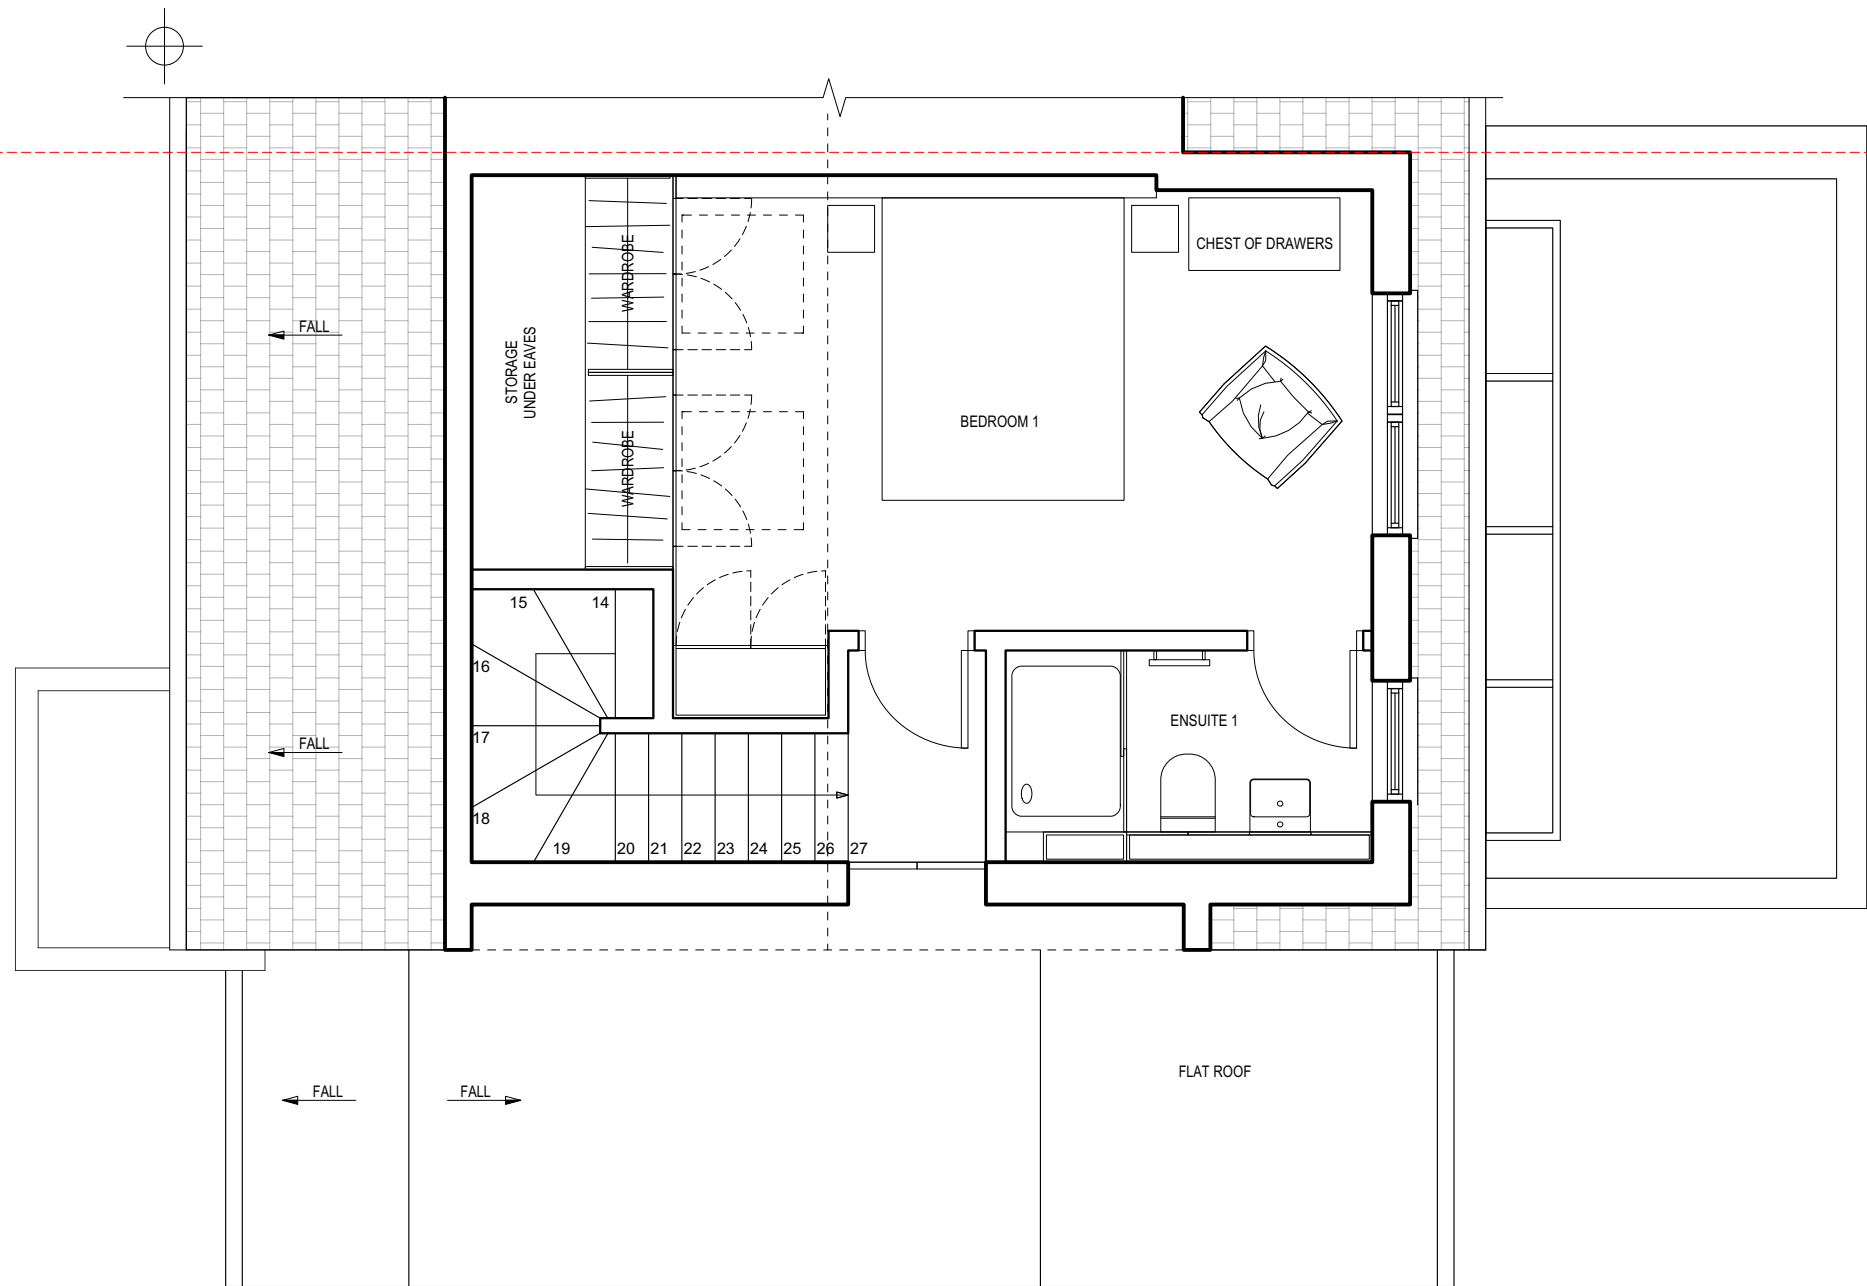 CHEST OF DRAWERS
WARDROBE
FALL
STORAGE
UNDER EAVES
BEDROOM 1
WARDROBE
15
14
16
ENSUITE 1
17
FALL
18
19
20
21
22
23
24
25
26
27
FLAT ROOF
FALL
FALL